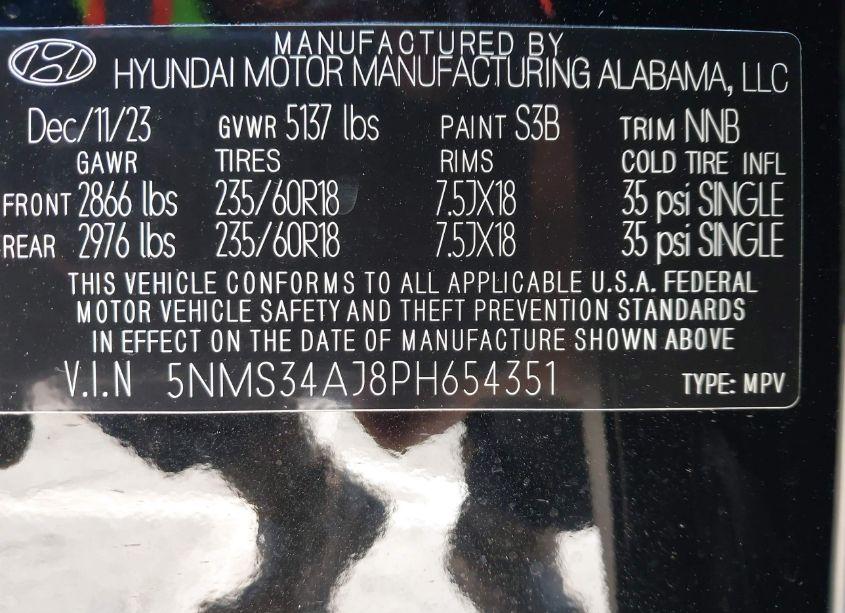 MANUFACTURED BY
HYUNDAI MOTOR MANUFACTURING ALABAMA, LLC
Dec/11/23 GVWR 5137 lbs PAINT S3B TRIM NNB
GAWR TIRES RIMS COLD TIRE INFL
FRONT 2866 lbs 235/60R18 7.5JX18 35 psi SINGLE
REAR 2976 lbs 235/60R18 7.5JX18 35 psi SINGLE
THIS VEHICLE CONFORMS TO ALL APPLICABLE U.S.A. FEDERAL
MOTOR VEHICLE SAFETY AND THEFT PREVENTION STANDARDS
IN EFFECT ON THE DATE OF MANUFACTURE SHOWN ABOVE
V.I.N 5NMS34AJ8PH654351 TYPE: MPV